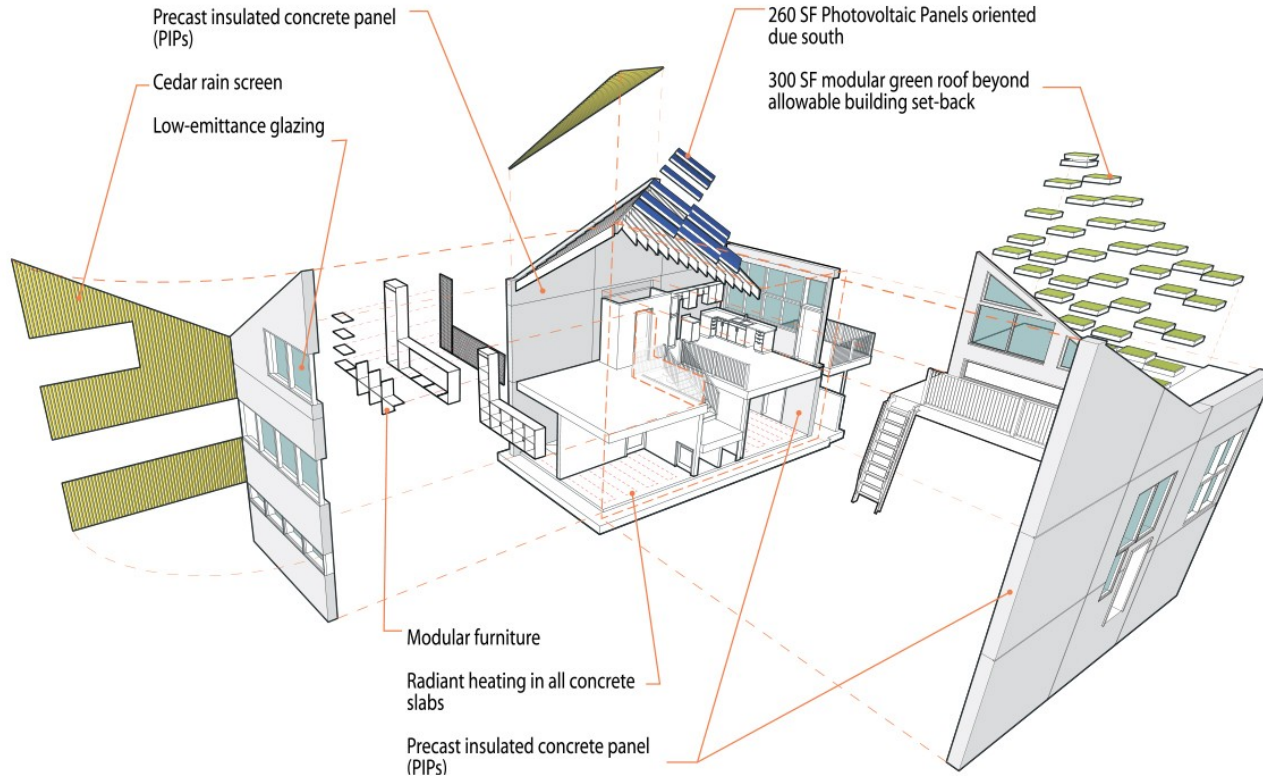 Precast insulated concrete panel
(PIPs)
Cedar rain screen
Low-emittance glazing
260 SF Photovoltaic Panels oriented
due south
300 SF modular green roof beyond
allowable building set-back
Modular furniture
Radiant heating in all concrete
slabs
Precast insulated concrete panel
(PIPs)